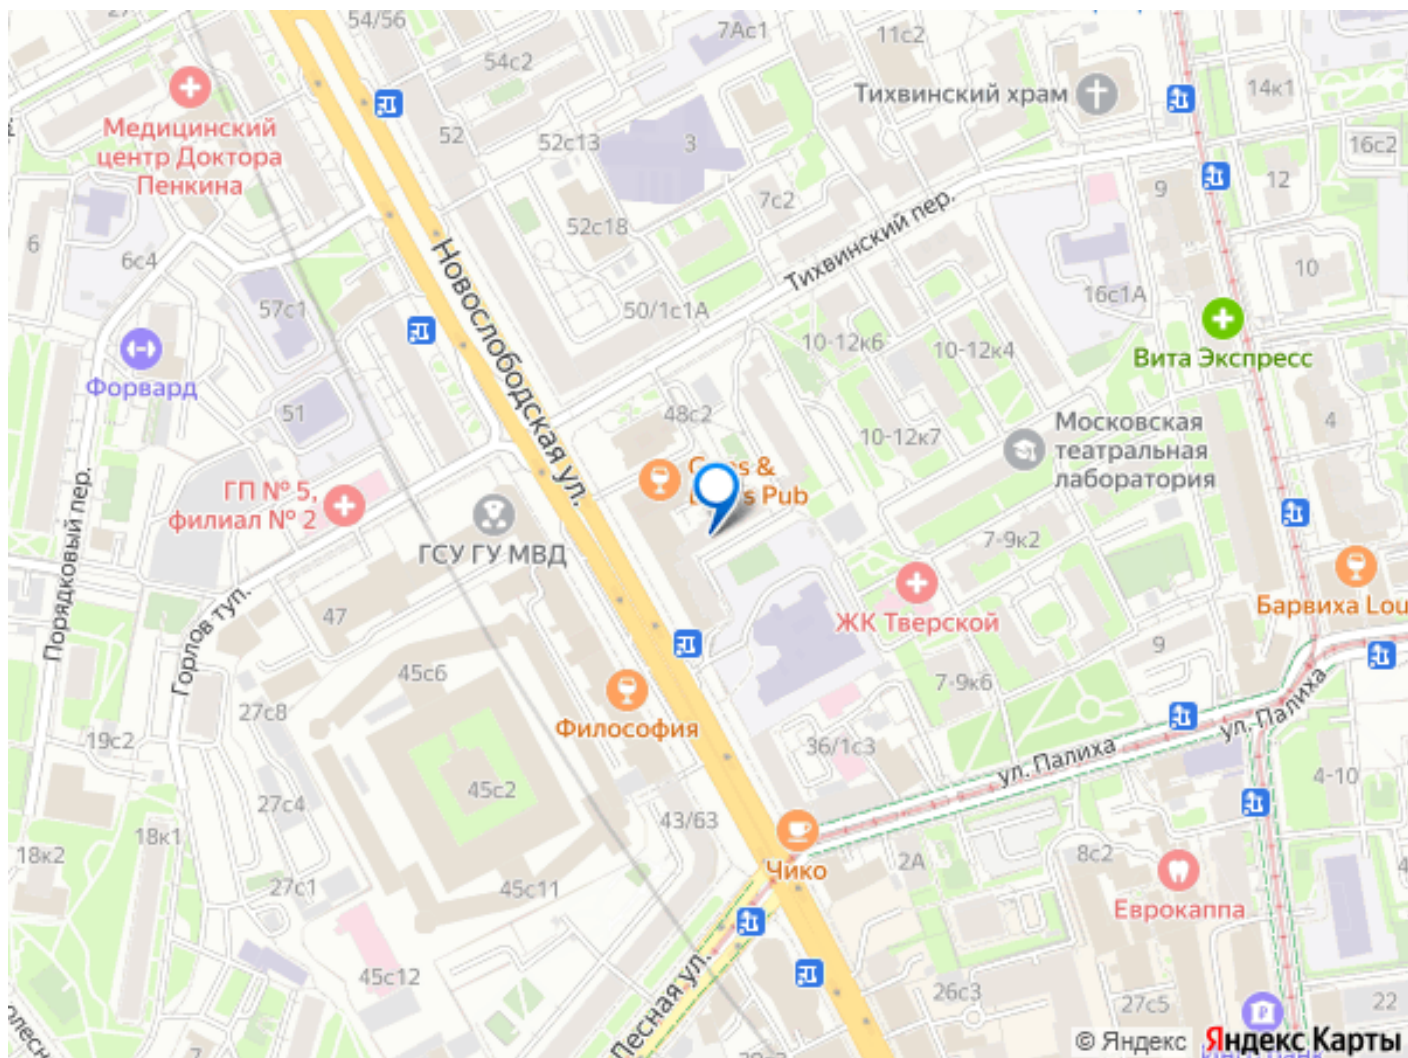 54/56
7Ас1
11с2
54с2
Тихвинский храм
14к1
Медицинский
центр Доктора
Пенкина
52
52с13
3
16с2
9
12
7с2
Тихвинский пер.
52с18
6
6с4
10
57с1
Новослободская ул.
50/1с1А
16с1А
10-12к6
10-12к4
Вита Экспресс
Форвард
51
48с2
10-12к7
4
Московская
театральная
лаборатория
Pub
ГП № 5,
филиал № 2
ГСУ ГУ МВД
7-9к2
Порядковый пер.
Горлов туп.
47
ЖК Тверской
Барвиха Lou
9
45с6
7-9к6
27с8
Философия
19с2
36/1с3
ул. Палиха
ул. Палиха
4-10
45с2
27с4
43/63
18к1
18к2
Чико
2А
8с2
4
27с1
45с11
Еврокаппа
45с12
Лесная ул.
26с3
27с5
22
7
© Яндекс
Яндекс Карты